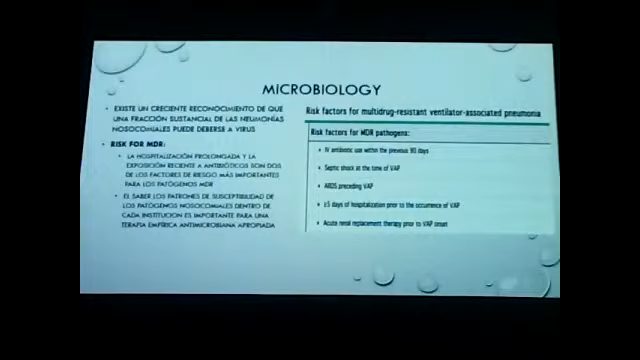 MICROBIOLOGY
• EXISTE UN CRECIENTE RECONOCIMIENTO DE QUE
UNA FRACCIÓN SUSTANCIAL DE LAS NEUMONÍAS
NOSOCOMIALES PUEDE DEBERSE A VIRUS
• RISK FOR MDR:
• LA HOSPITALIZACIÓN PROLONGADA Y LA
EXPOSICIÓN RECIENTE A ANTIBIÓTICOS SON DOS
DE LOS FACTORES DE RIESGO MÁS IMPORTANTES
PARA LOS PATÓGENOS MDR
• EL SABER LOS PATRONES DE SUSCEPTIBILIDAD DE
LOS PATÓGENOS NOSOCOMIALES DENTRO DE
CADA INSTITUCION ES IMPORTANTE PARA UNA
TERAPIA EMPÍRICA ANTIMICROBIANA APROPIADA
Risk factors for multidrug-resistant ventilator-associated pneumonia
Risk factors for MDR pathogens:
• IV antibiotic use within the previous 90 days
• Septic shock at the time of VAP
• ARDS preceding VAP
• ≥5 days of hospitalization prior to the occurrence of VAP
• Acute renal replacement therapy prior to VAP onset